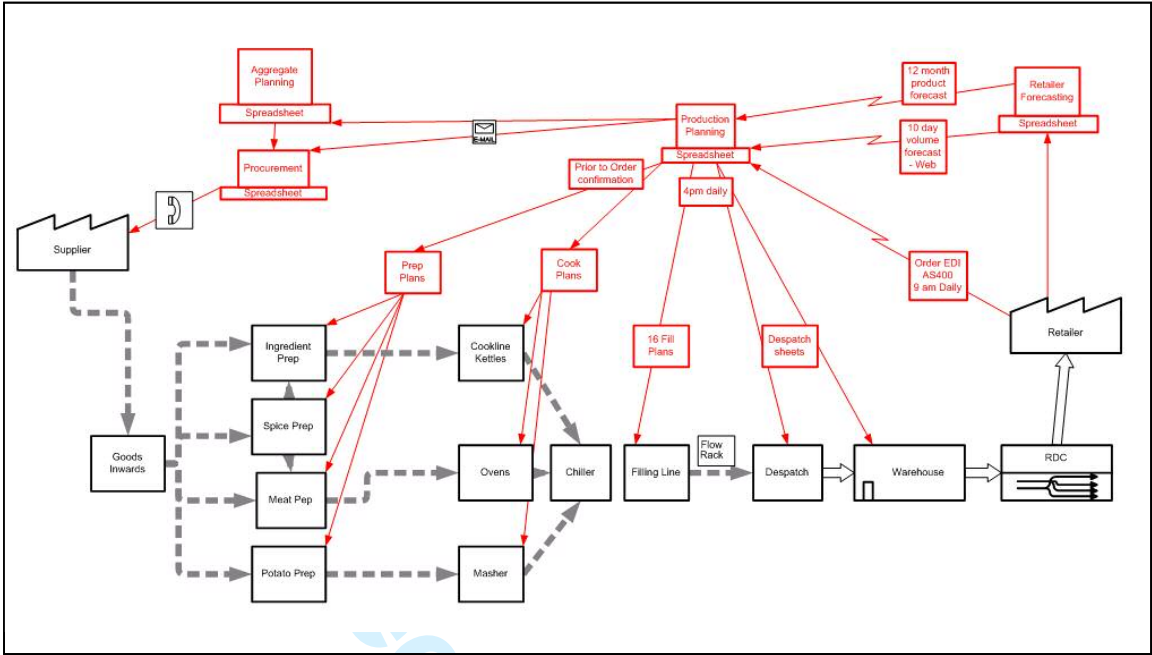 Aggregate
Planning
Spreadsheet
Procurement
Spreadsheet
E-MAIL
Production
Planning
Spreadsheet
12 month
product
forecast
Retailer
Forecasting
Spreadsheet
10 day
volume
forecast
- Web
Prior to Order
confirmation
4pm daily
Supplier
Prep
Plans
Cook
Plans
Order EDI
AS400
9 am Daily
Retailer
Ingredient
Prep
Cookline
Kettles
16 Fill
Plans
Despatch
sheets
Spice Prep
Goods
Inwards
Meat Pep
Ovens
Chiller
Filling Line
Flow
Rack
Despatch
Warehouse
RDC
Potato Prep
Masher